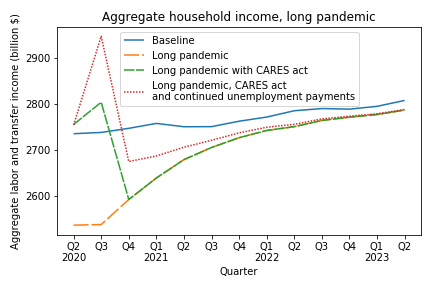 Aggregate household income, long pandemic
Aggregate labor and transfer income (billion $)
2900
2800
2700
2600
Baseline
Long pandemic
Long pandemic with CARES act
Long pandemic, CARES act
and continued unemployment payments
Q2 Q3 Q4 Q1 Q2 Q3 Q4 Q1 Q2 Q3 Q4 Q1 Q2
2020 2021 2022 2023
Quarter